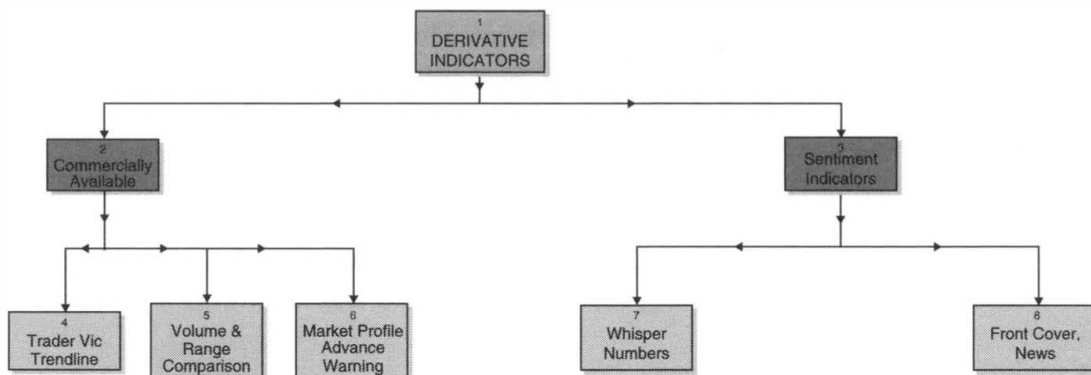 1
DERIVATIVE
INDICATORS
2
Commercially
Available
3
Sentiment
Indicators
4
Trader Vic
Trendline
5
Volume &
Range
Comparison
6
Market Profile
Advance
Warning
7
Whisper
Numbers
8
Front Cover,
News